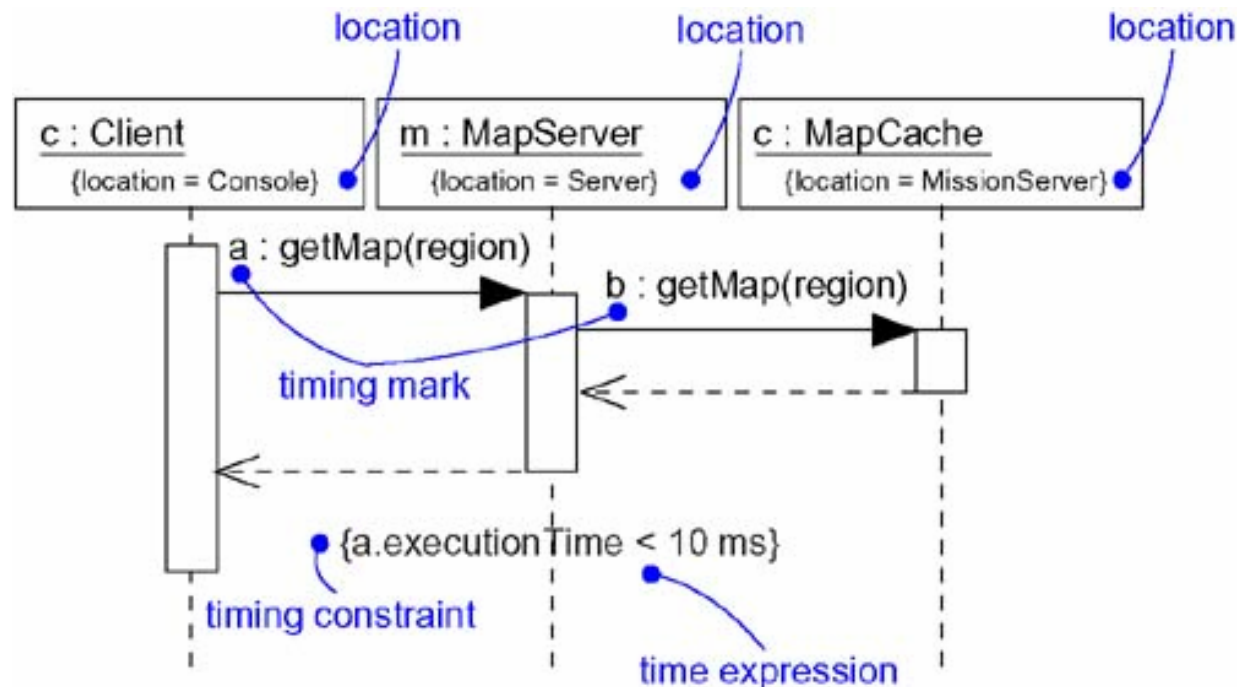 location
location
location
c : Client
{location = Console}
m : MapServer
{location = Server}
c : MapCache
{location = MissionServer}
a : getMap(region)
b : getMap(region)
timing mark
{a.executionTime < 10 ms}
timing constraint
time expression